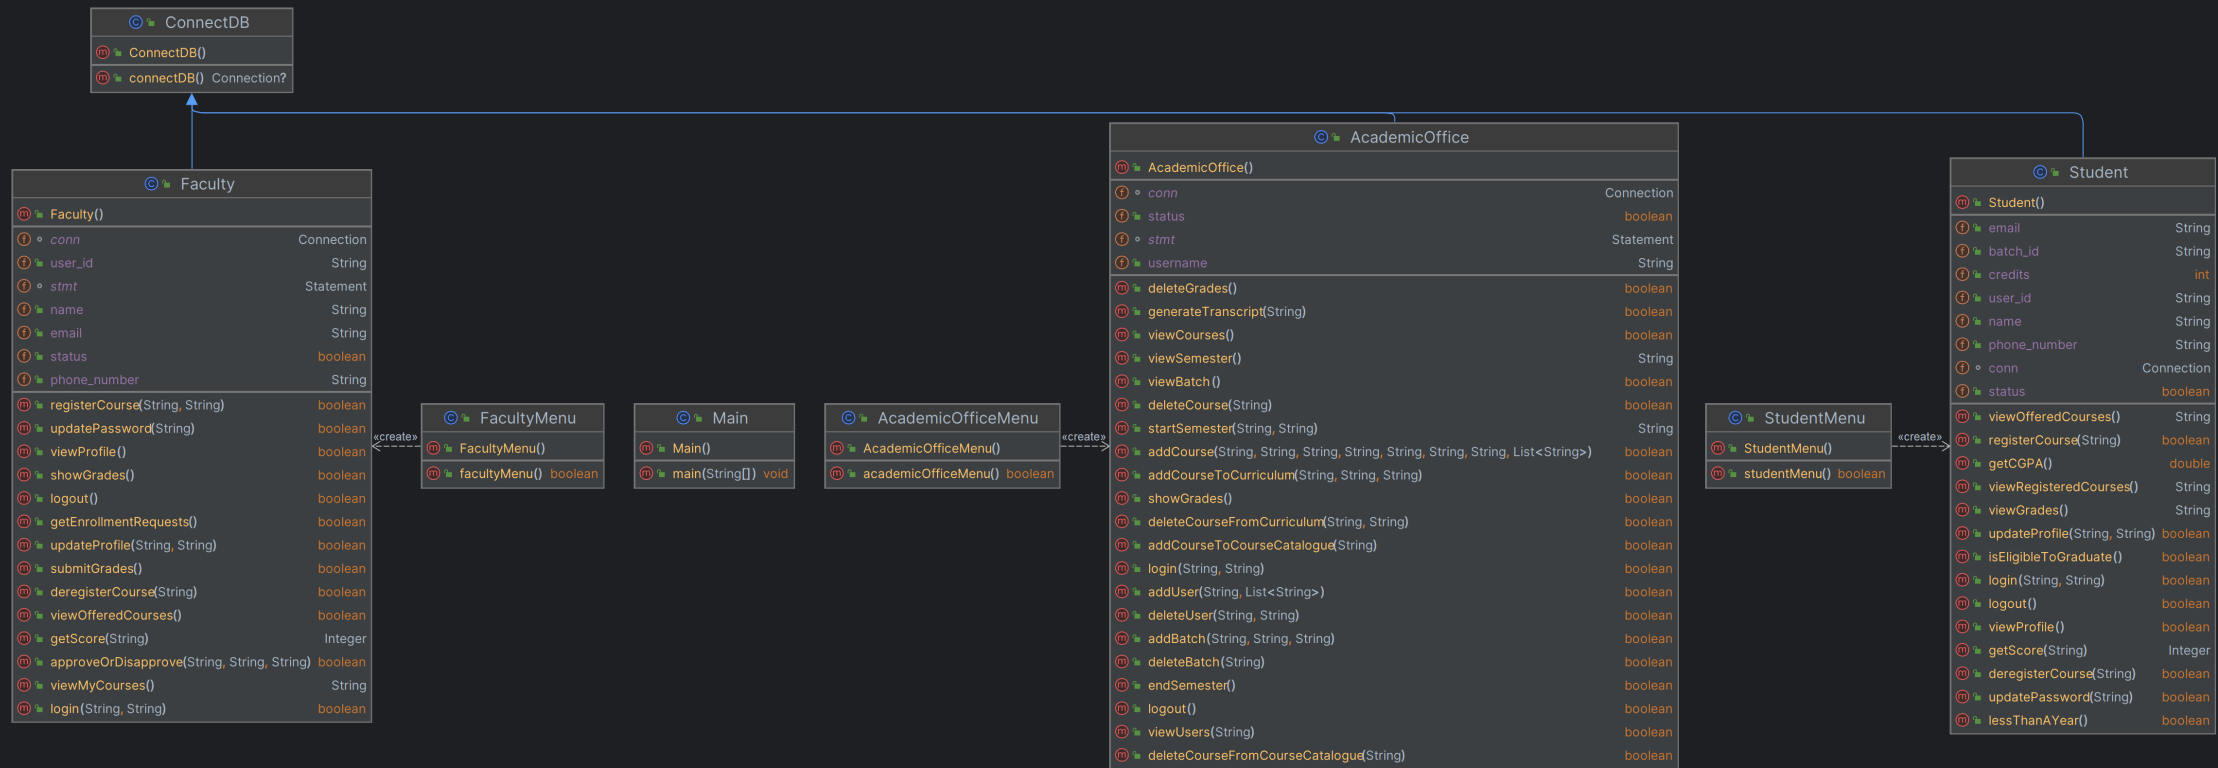 ConnectDB
ConnectDB()
connectDB() Connection?
Faculty
Faculty()
conn Connection
user_id String
stmt Statement
name String
email String
status boolean
phone_number String
registerCourse(String, String) boolean
updatePassword(String) boolean
viewProfile() boolean
showGrades() boolean
logout() boolean
getEnrollmentRequests() boolean
updateProfile(String, String) boolean
submitGrades() boolean
deregisterCourse(String) boolean
viewOfferedCourses() boolean
getScore(String) Integer
approveOrDisapprove(String, String, String) boolean
viewMyCourses() String
login(String, String) boolean
«create»
FacultyMenu
FacultyMenu()
facultyMenu() boolean
Main
Main()
main(String[]) void
AcademicOfficeMenu
AcademicOfficeMenu()
academicOfficeMenu() boolean
«create»
AcademicOffice
AcademicOffice()
conn Connection
status boolean
stmt Statement
username String
deleteGrades() boolean
generateTranscript(String) boolean
viewCourses() boolean
viewSemester() String
viewBatch() boolean
deleteCourse(String) boolean
startSemester(String, String) String
addCourse(String, String, String, String, String, String, String, List<String>) boolean
addCourseToCurriculum(String, String, String) boolean
showGrades() boolean
deleteCourseFromCurriculum(String, String) boolean
addCourseToCourseCatalogue(String) boolean
login(String, String) boolean
addUser(String, List<String>) boolean
deleteUser(String, String) boolean
addBatch(String, String, String) boolean
deleteBatch(String) boolean
endSemester() boolean
logout() boolean
viewUsers(String) boolean
deleteCourseFromCourseCatalogue(String) boolean
StudentMenu
StudentMenu()
studentMenu() boolean
«create»
Student
Student()
email String
batch_id String
credits int
user_id String
name String
phone_number String
conn Connection
status boolean
viewOfferedCourses() String
registerCourse(String) boolean
getCGPA() double
viewRegisteredCourses() String
viewGrades() String
updateProfile(String, String) boolean
isEligibleToGraduate() boolean
login(String, String) boolean
logout() boolean
viewProfile() boolean
getScore(String) Integer
deregisterCourse(String) boolean
updatePassword(String) boolean
lessThanAYear() boolean